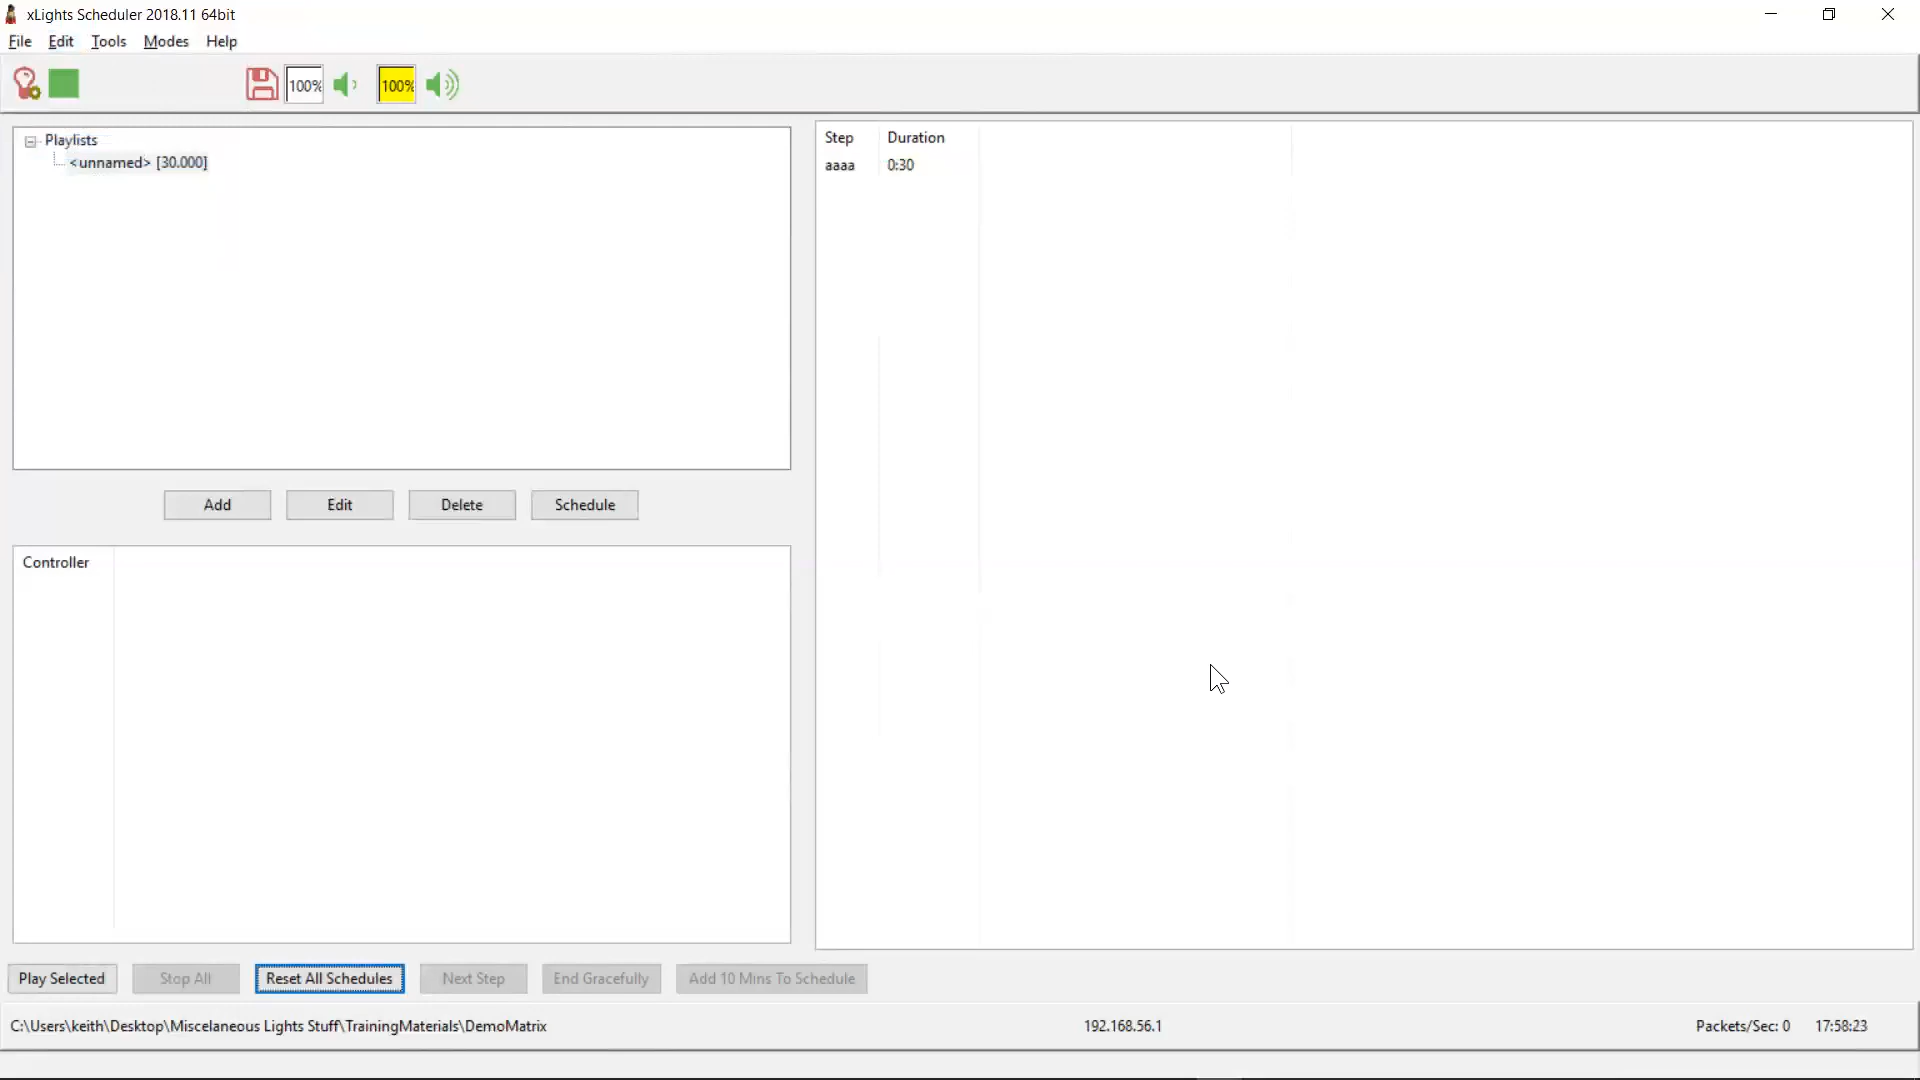 xLights Scheduler 2018.11 64bit
File Edit Tools Modes Help
100% 100%
Playlists
<unnamed> [30.000]
Step Duration
aaaa 0:30
Add Edit Delete Schedule
Controller
Play Selected Stop All Reset All Schedules Next Step End Gracefully Add 10 Mins To Schedule
C:\Users\keith\Desktop\Miscelaneous Lights Stuff\TrainingMaterials\DemoMatrix 192.168.56.1 Packets/Sec: 0 17:58:23